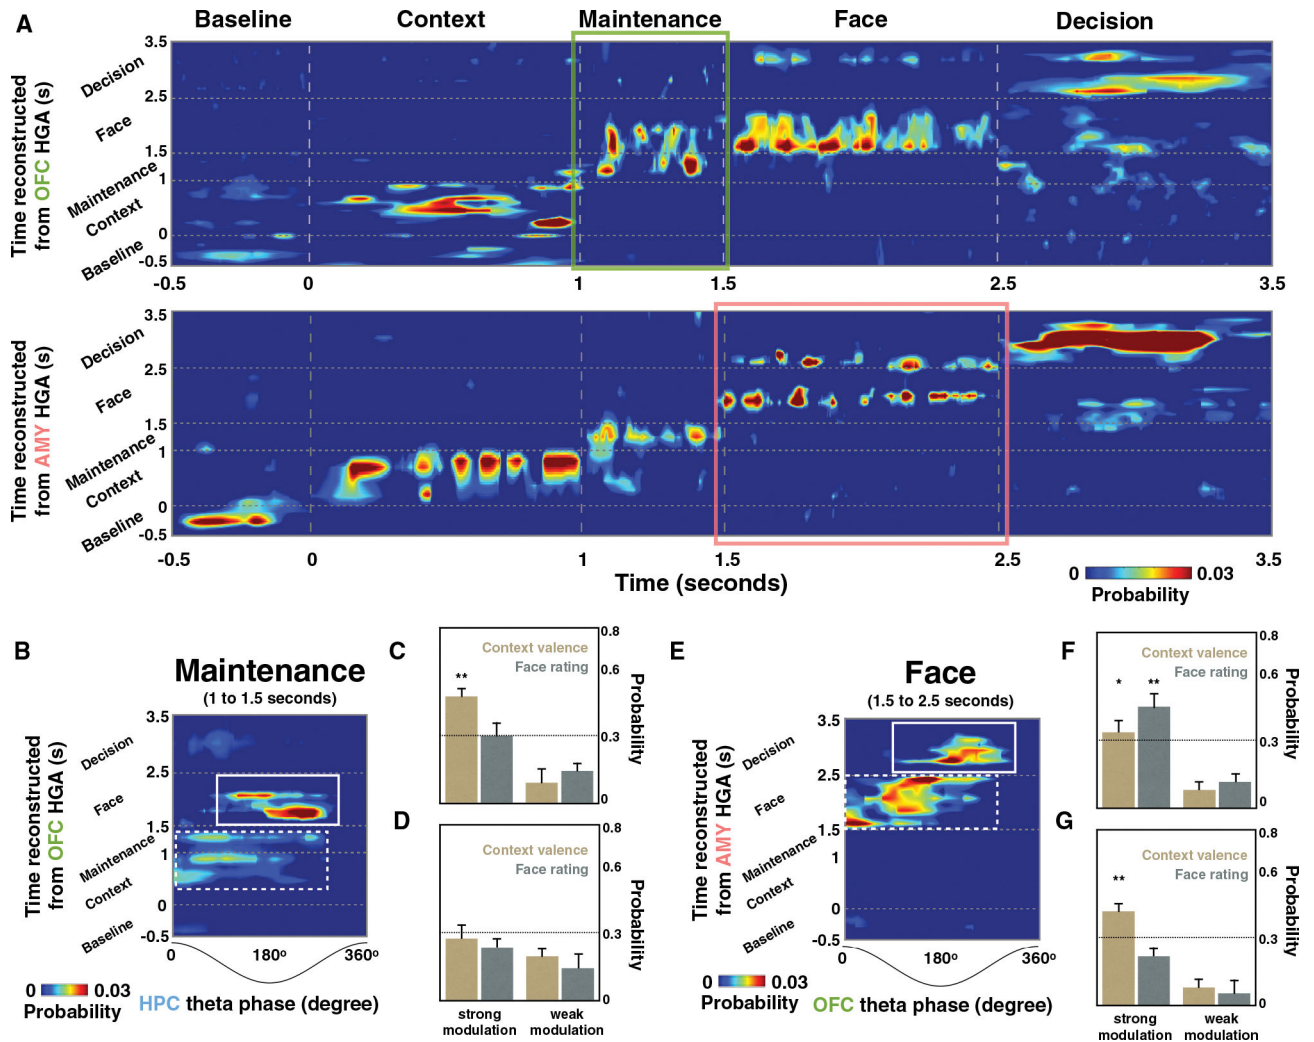 A
Baseline Context Maintenance Face Decision
Time reconstructed
from OFC HGA (s)
3.5
Decision
2.5
Face
1.5
Maintenance
1
Context
0
Baseline
-0.5
-0.5 0 1 1.5 2.5 3.5
Time reconstructed
from AMY HGA (s)
3.5
Decision
2.5
Face
1.5
Maintenance
1
Context
0
Baseline
-0.5
-0.5 0 1 1.5 2.5 3.5
Time (seconds)
0 0.03
Probability
B
Maintenance
(1 to 1.5 seconds)
Time reconstructed
from OFC HGA (s)
3.5
Decision
2.5
Face
1.5
Maintenance
1
Context
0
Baseline
-0.5
0 180º 360º
0 0.03
Probability
HPC theta phase (degree)
C
Context valence
Face rating
**
0.8
0.6
0.3
0
Probability
D
Context valence
Face rating
0.8
0.6
0.3
0
Probability
strong modulation
weak modulation
E
Face
(1.5 to 2.5 seconds)
Time reconstructed
from AMY HGA (s)
3.5
Decision
2.5
Face
1.5
Maintenance
1
Context
0
Baseline
-0.5
0 180º 360º
0 0.03
Probability
OFC theta phase (degree)
F
Context valence
Face rating
* **
0.8
0.6
0.3
0
Probability
G
Context valence
Face rating
**
0.8
0.6
0.3
0
Probability
strong modulation
weak modulation